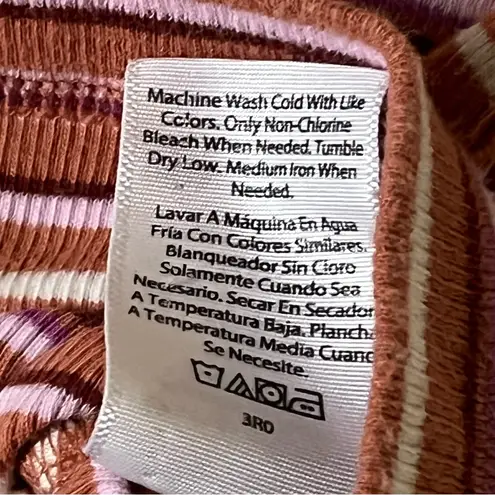 Machine Wash Cold With Like
Colors. Only Non-Chlorine
Bleach When Needed. Tumble
Dry Low. Medium Iron When
Needed.
Lavar A Máquina En Agua
Fría Con Colores Similares.
Blanqueador Sin Cloro
Solamente Cuando Sea
Necesario. Secar En Secador
A Temperatura Baja. Planch
A Temperatura Media Cuand
Se Necesite.
3R0